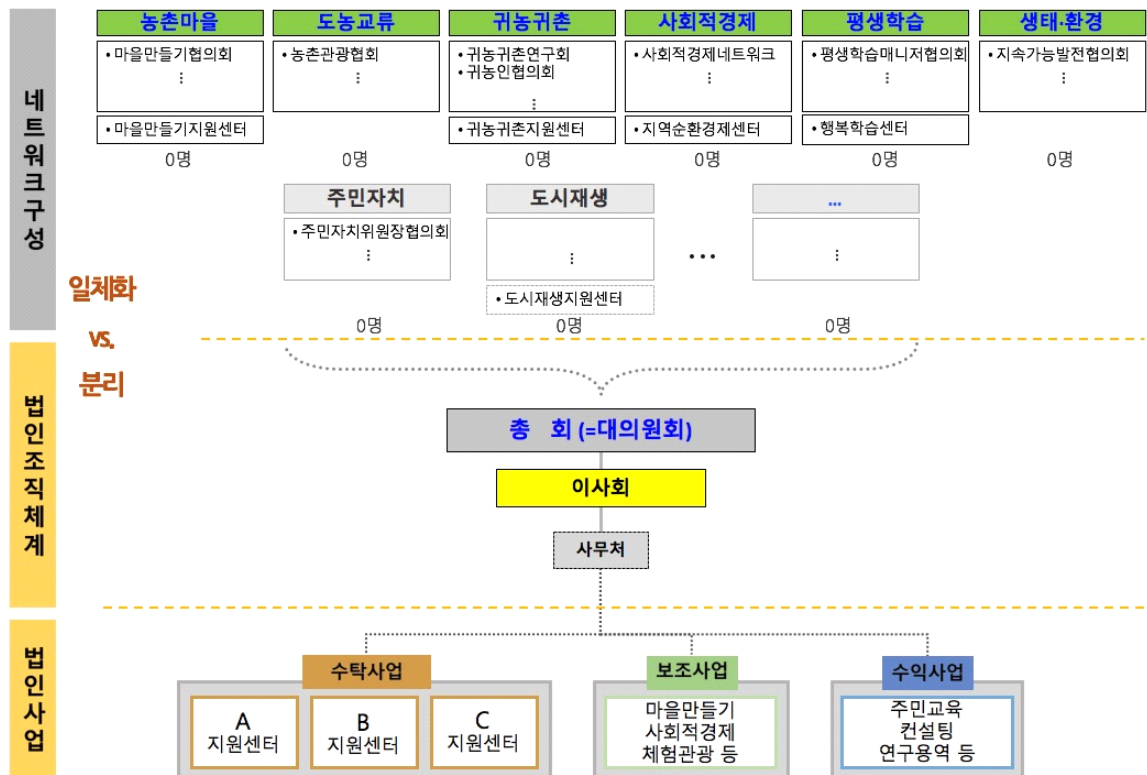 네트워크구성
농촌마을
도농교류
귀농귀촌
사회적경제
평생학습
생태·환경
• 마을만들기협의회
⋮
• 농촌관광협회
⋮
• 귀농귀촌연구회
• 귀농인협의회
⋮
• 사회적경제네트워크
⋮
• 평생학습매니저협의회
⋮
• 지속가능발전협의회
⋮
• 마을만들기지원센터
• 귀농귀촌지원센터
• 지역순환경제센터
• 행복학습센터
0명
0명
0명
0명
0명
0명
주민자치
도시재생
...
• 주민자치위원장협의회
⋮
⋮
...
⋮
• 도시재생지원센터
0명
0명
0명
일체화
vs.
분리
법인조직체계
총 회 (=대의원회)
이사회
사무처
법인사업
수탁사업
A
지원센터
B
지원센터
C
지원센터
보조사업
마을만들기
사회적경제
체험관광 등
수익사업
주민교육
컨설팅
연구용역 등